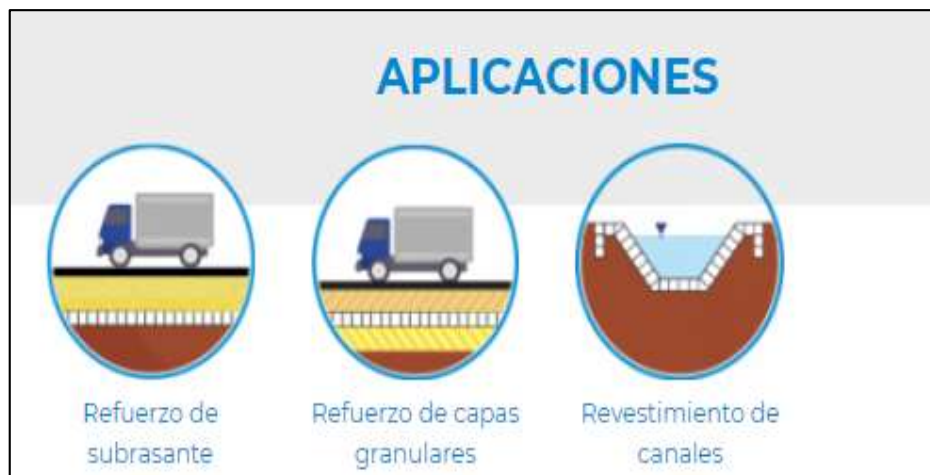 APLICACIONES
Refuerzo de
subrasante
Refuerzo de capas
granulares
Revestimiento de
canales